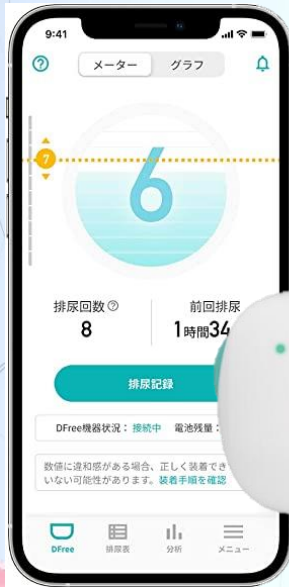 9:41
メーター グラフ
7
6
排尿回数 前回排尿
8 1時間34
排尿記録
DFree機器状況：接続中 電池残量：
数値に違和感がある場合、正しく装着でき
いない可能性があります。装着手順を確認
DFree 排尿表 分析 メニュー